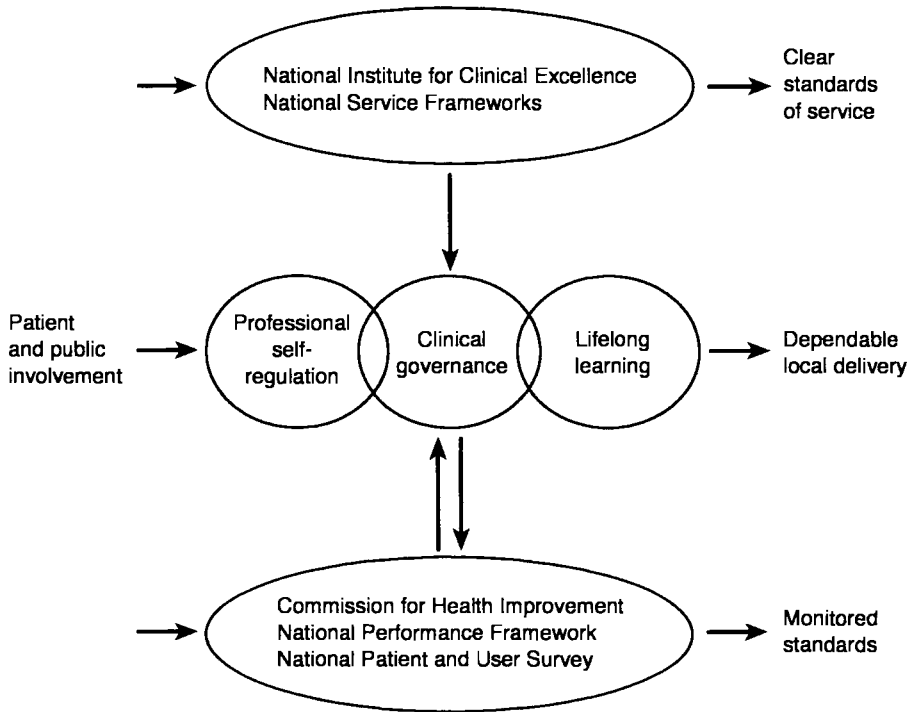 National Institute for Clinical Excellence
National Service Frameworks
Clear
standards
of service
Patient
and public
involvement
Professional
self-
regulation
Clinical
governance
Lifelong
learning
Dependable
local delivery
Commission for Health Improvement
National Performance Framework
National Patient and User Survey
Monitored
standards